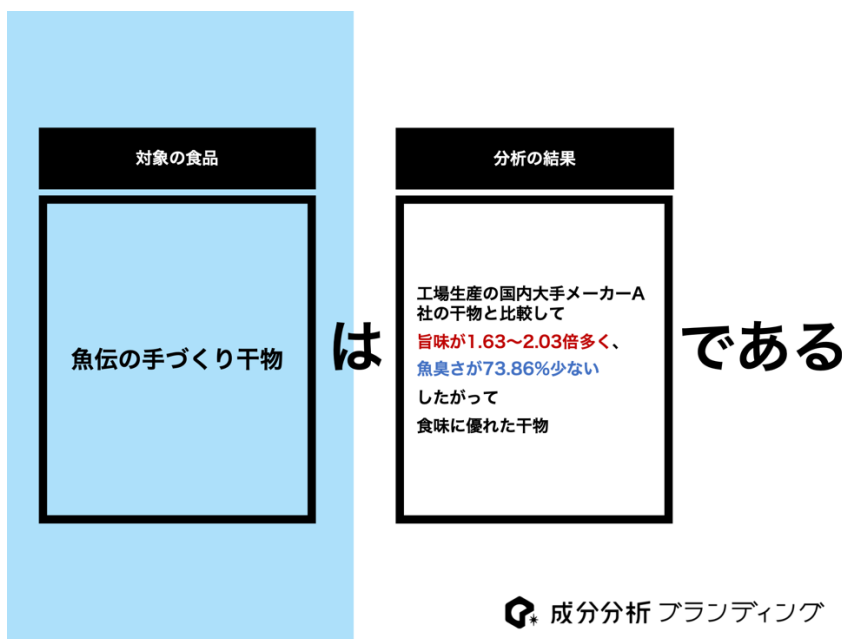 対象の食品
魚伝の手づくり干物
は
分析の結果
工場生産の国内大手メーカーA
社の干物と比較して
旨味が1.63〜2.03倍多く、
魚臭さが73.86%少ない
したがって
食味に優れた干物
である
成分分析 ブランディング